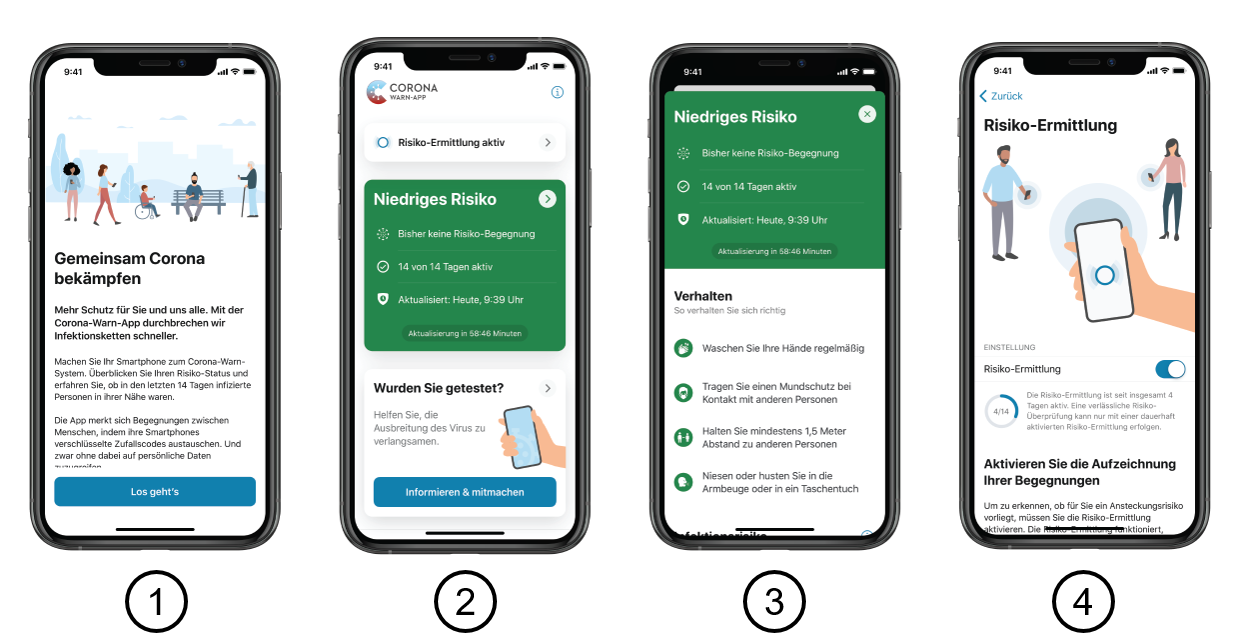 9:41
Gemeinsam Corona
bekämpfen
Mehr Schutz für Sie und uns alle. Mit der
Corona-Warn-App durchbrechen wir
Infektionsketten schneller.
Machen Sie Ihr Smartphone zum Corona-Warn-
System. Überblicken Sie Ihren Risiko-Status und
erfahren Sie, ob in den letzten 14 Tagen infizierte
Personen in ihrer Nähe waren.
Die App merkt sich Begegnungen zwischen
Menschen, indem ihre Smartphones
verschlüsselte Zufallscodes austauschen. Und
zwar ohne dabei auf persönliche Daten
zuzugreifen
Los geht's
1
9:41
CORONA
WARN-APP
Risiko-Ermittlung aktiv
Niedriges Risiko
Bisher keine Risiko-Begegnung
14 von 14 Tagen aktiv
Aktualisiert: Heute, 9:39 Uhr
Aktualisierung in 58:46 Minuten
Wurden Sie getestet?
Helfen Sie, die
Ausbreitung des Virus zu
verlangsamen.
Informieren & mitmachen
2
9:41
Niedriges Risiko
Bisher keine Risiko-Begegnung
14 von 14 Tagen aktiv
Aktualisiert: Heute, 9:39 Uhr
Aktualisierung in 58:46 Minuten
Verhalten
So verhalten Sie sich richtig
Waschen Sie Ihre Hände regelmäßig
Tragen Sie einen Mundschutz bei
Kontakt mit anderen Personen
Halten Sie mindestens 1,5 Meter
Abstand zu anderen Personen
Niesen oder husten Sie in die
Armbeuge oder in ein Taschentuch
Infektionsrisiko
3
9:41
Zurück
Risiko-Ermittlung
EINSTELLUNG
Risiko-Ermittlung
4/14
Die Risiko-Ermittlung ist seit insgesamt 4
Tagen aktiv. Eine verlässliche Risiko-
Überprüfung kann nur mit einer dauerhaft
aktivierten Risiko-Ermittlung erfolgen.
Aktivieren Sie die Aufzeichnung
Ihrer Begegnungen
Um zu erkennen, ob für Sie ein Ansteckungsrisiko
vorliegt, müssen Sie die Risiko-Ermittlung
aktivieren. Die Risiko-Ermittlung funktioniert,
4